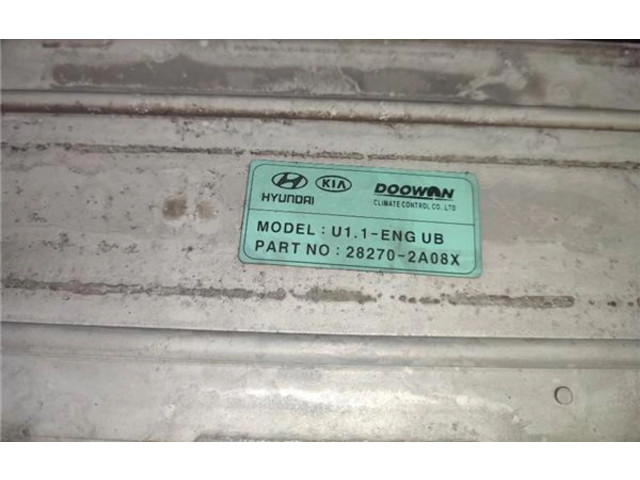 HYUNDAI KIA DOOWON
CLIMATE CONTROL CO., LTD
MODEL : U1.1-ENG UB
PART NO : 28270-2A08X